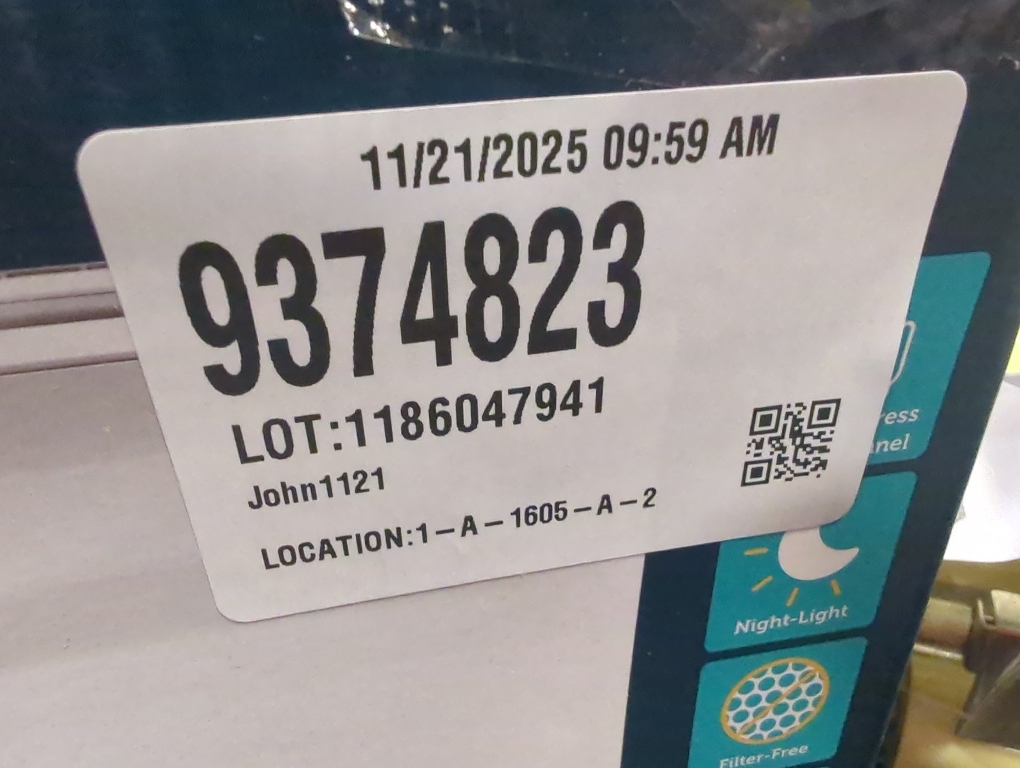 11/21/2025 09:59 AM
9374823
LOT:1186047941
John1121
LOCATION:1-A-1605-A-2
Night-Light
Filter-Free